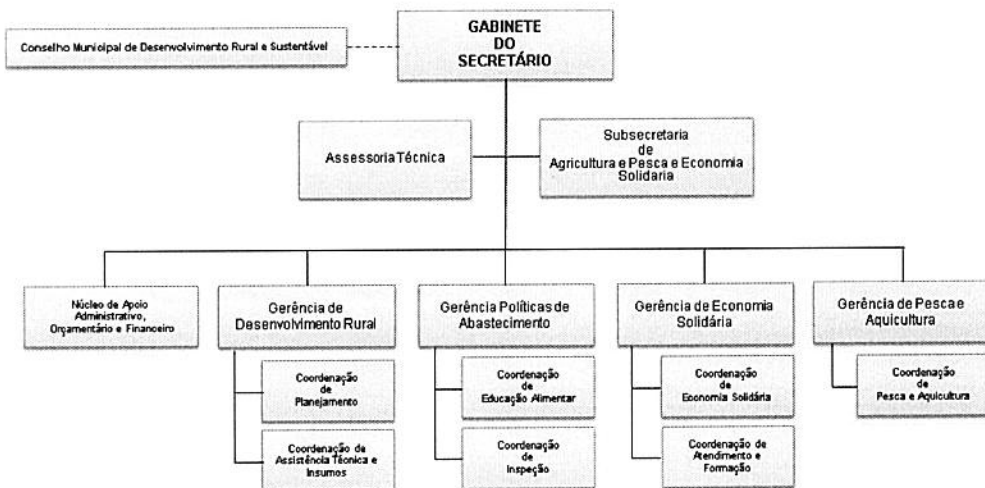 GABINETE
DO
SECRETÁRIO
Conselho Municipal de Desenvolvimento Rural e Sustentável
Assessoria Técnica
Subsecretaria
de
Agricultura e Pesca e Economia
Solidaria
Núcleo de Apoio
Administrativo,
Orçamentário e Financeiro
Gerência de
Desenvolvimento Rural
Coordenação
de
Planejamento
Coordenação de
Assistência Técnica e
Insumos
Gerência Políticas de
Abastecimento
Coordenação
de
Educação Alimentar
Coordenação
de
Inspeção
Gerência de Economia
Solidária
Coordenação
de
Economia Solidária
Coordenação de
Atendimento e
Formação
Gerência de Pesca e
Aquicultura
Coordenação
de
Pesca e Aquicultura